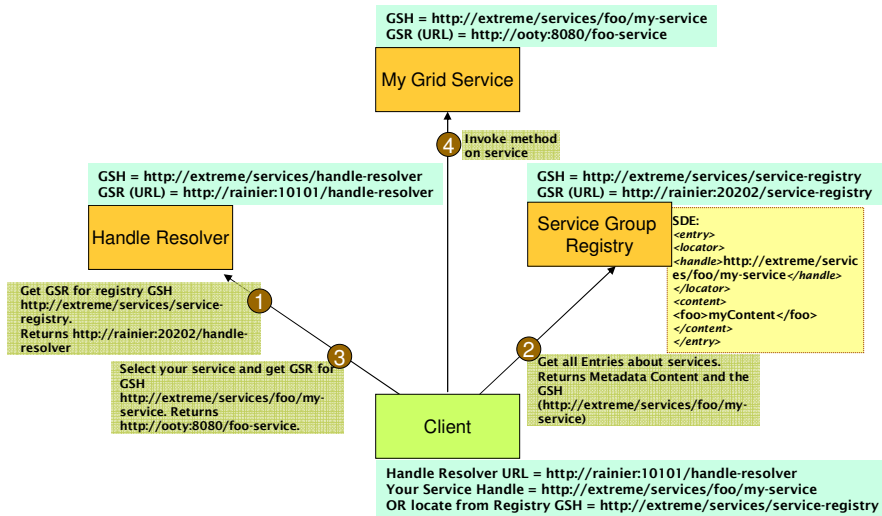 GSH = http://extreme/services/foo/my-service
GSR (URL) = http://ooty:8080/foo-service
My Grid Service
4
Invoke method
on service
GSH = http://extreme/services/handle-resolver
GSR (URL) = http://rainier:10101/handle-resolver
Handle Resolver
GSH = http://extreme/services/service-registry
GSR (URL) = http://rainier:20202/service-registry
Service Group
Registry
SDE:
<entry>
<locator>
<handle>http://extreme/servic
es/foo/my-service</handle>
</locator>
<content>
<foo>myContent</foo>
</content>
</entry>
1
Get GSR for registry GSH
http://extreme/services/service-
registry.
Returns http://rainier:20202/handle-
resolver
3
Select your service and get GSR for
GSH
http://extreme/services/foo/my-
service. Returns
http://ooty:8080/foo-service.
2
Get all Entries about services.
Returns Metadata Content and the
GSH
(http://extreme/services/foo/my-
service)
Client
Handle Resolver URL = http://rainier:10101/handle-resolver
Your Service Handle = http://extreme/services/foo/my-service
OR locate from Registry GSH = http://extreme/services/service-registry